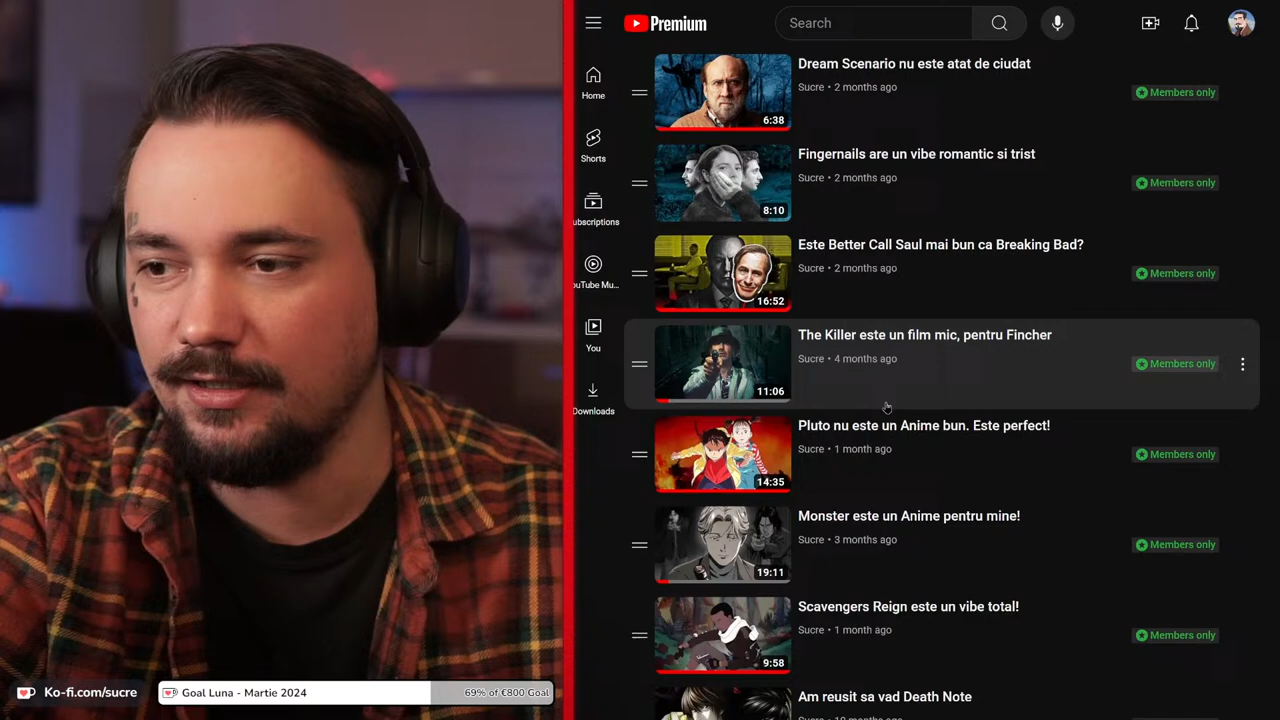 Premium
Search
Home
Shorts
ubscriptions
ouTube Mu...
You
Downloads
Dream Scenario nu este atat de ciudat
Sucre • 2 months ago
Members only
6:38
Fingernails are un vibe romantic si trist
Sucre • 2 months ago
Members only
8:10
Este Better Call Saul mai bun ca Breaking Bad?
Sucre • 2 months ago
Members only
16:52
The Killer este un film mic, pentru Fincher
Sucre • 4 months ago
Members only
11:06
Pluto nu este un Anime bun. Este perfect!
Sucre • 1 month ago
Members only
14:35
Monster este un Anime pentru mine!
Sucre • 3 months ago
Members only
19:11
Scavengers Reign este un vibe total!
Sucre • 1 month ago
Members only
9:58
Am reusit sa vad Death Note
Ko-fi.com/sucre
Goal Luna - Martie 2024
69% of €800 Goal